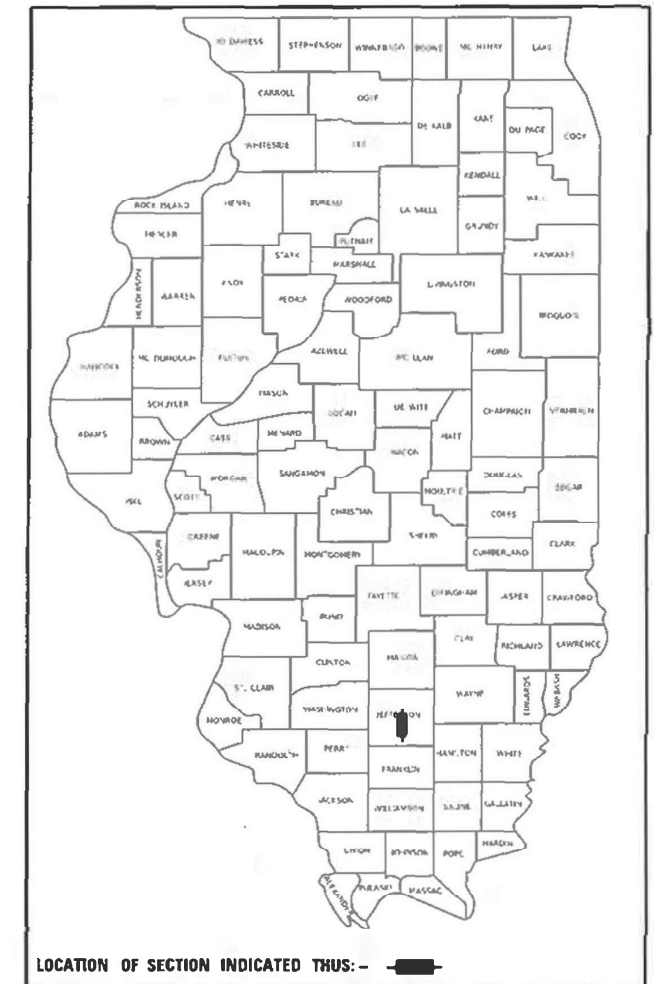 JO DAVIESS STEPHENSON WINNEBAGO BOONE MC HENRY LAKE
CARROLL OGLE DE KALB KANE DU PAGE COOK
WHITESIDE LEE KENDALL WILL
ROCK ISLAND HENRY BUREAU LA SALLE GRUNDY
MERCER PUTNAM KANKAKEE
STARK MARSHALL
HENDERSON WARREN KNOX PEORIA WOODFORD LIVINGSTON IROQUOIS
HANCOCK MC DONOUGH FULTON TAZEWELL MC LEAN FORD
MASON
SCHUYLER LOGAN DE WITT CHAMPAIGN VERMILION
ADAMS BROWN CASS MENARD MACON PIATT
PIKE SCOTT MORGAN SANGAMON MOULTRIE DOUGLAS EDGAR
CHRISTIAN COLES
CALHOUN GREENE MACOUPIN MONTGOMERY SHELBY CUMBERLAND CLARK
JERSEY FAYETTE EFFINGHAM JASPER CRAWFORD
MADISON BOND CLAY RICHLAND LAWRENCE
CLINTON MARION
ST. CLAIR WAYNE EDWARDS WABASH
MONROE WASHINGTON JEFFERSON
RANDOLPH PERRY HAMILTON WHITE
FRANKLIN
JACKSON WILLIAMSON SALINE GALLATIN
UNION JOHNSON POPE HARDIN
ALEXANDER PULASKI MASSAC
LOCATION OF SECTION INDICATED THUS: -